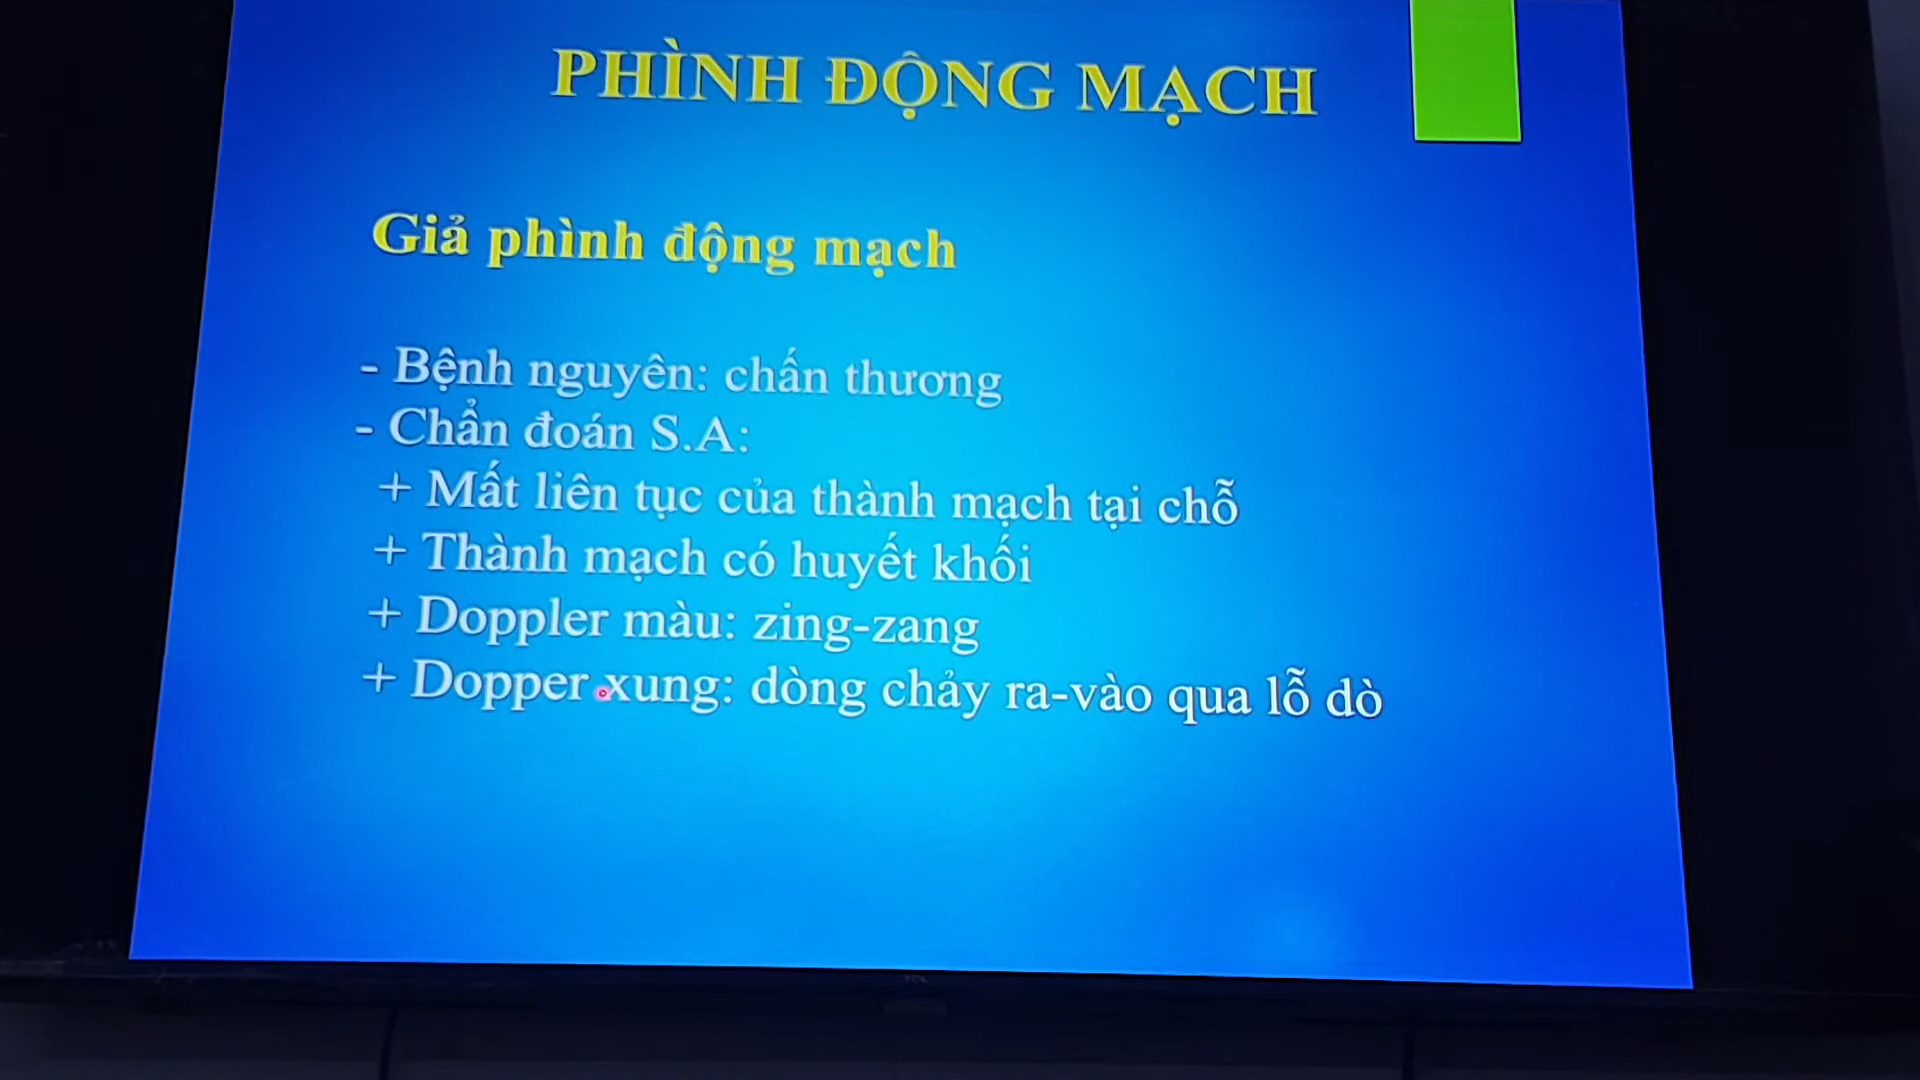 PHÌNH ĐỘNG MẠCH
Giả phình động mạch
- Bệnh nguyên: chấn thương
- Chẩn đoán S.A:
+ Mất liên tục của thành mạch tại chỗ
+ Thành mạch có huyết khối
+ Doppler màu: zing-zang
+ Dopper xung: dòng chảy ra-vào qua lỗ dò
TCL